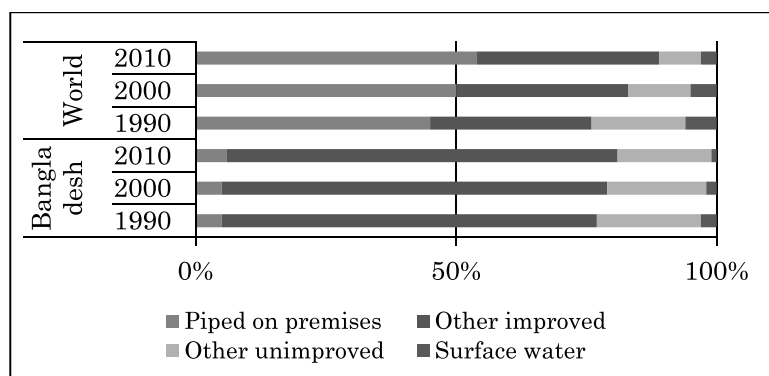 World
2010
2000
1990
Bangla
desh
2010
2000
1990
0% 50% 100%
Piped on premises Other improved
Other unimproved Surface water